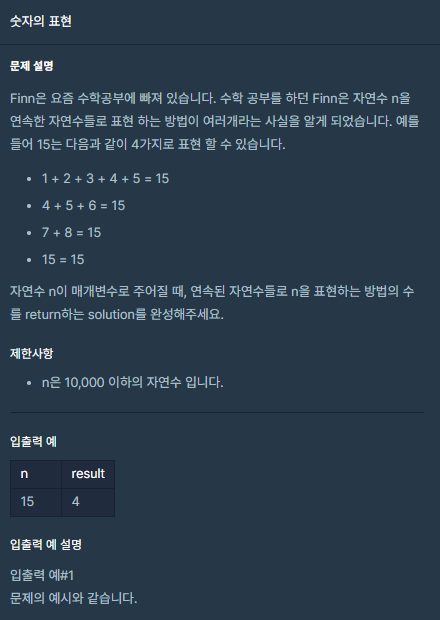 숫자의 표현
문제 설명
Finn은 요즘 수학공부에 빠져 있습니다. 수학 공부를 하던 Finn은 자연수 n을
연속한 자연수들로 표현 하는 방법이 여러개라는 사실을 알게 되었습니다. 예를
들어 15는 다음과 같이 4가지로 표현 할 수 있습니다.
• 1 + 2 + 3 + 4 + 5 = 15
• 4 + 5 + 6 = 15
• 7 + 8 = 15
• 15 = 15
자연수 n이 매개변수로 주어질 때, 연속된 자연수들로 n을 표현하는 방법의 수
를 return하는 solution를 완성해주세요.
제한사항
• n은 10,000 이하의 자연수 입니다.
입출력 예
n result
15 4
입출력 예 설명
입출력 예#1
문제의 예시와 같습니다.